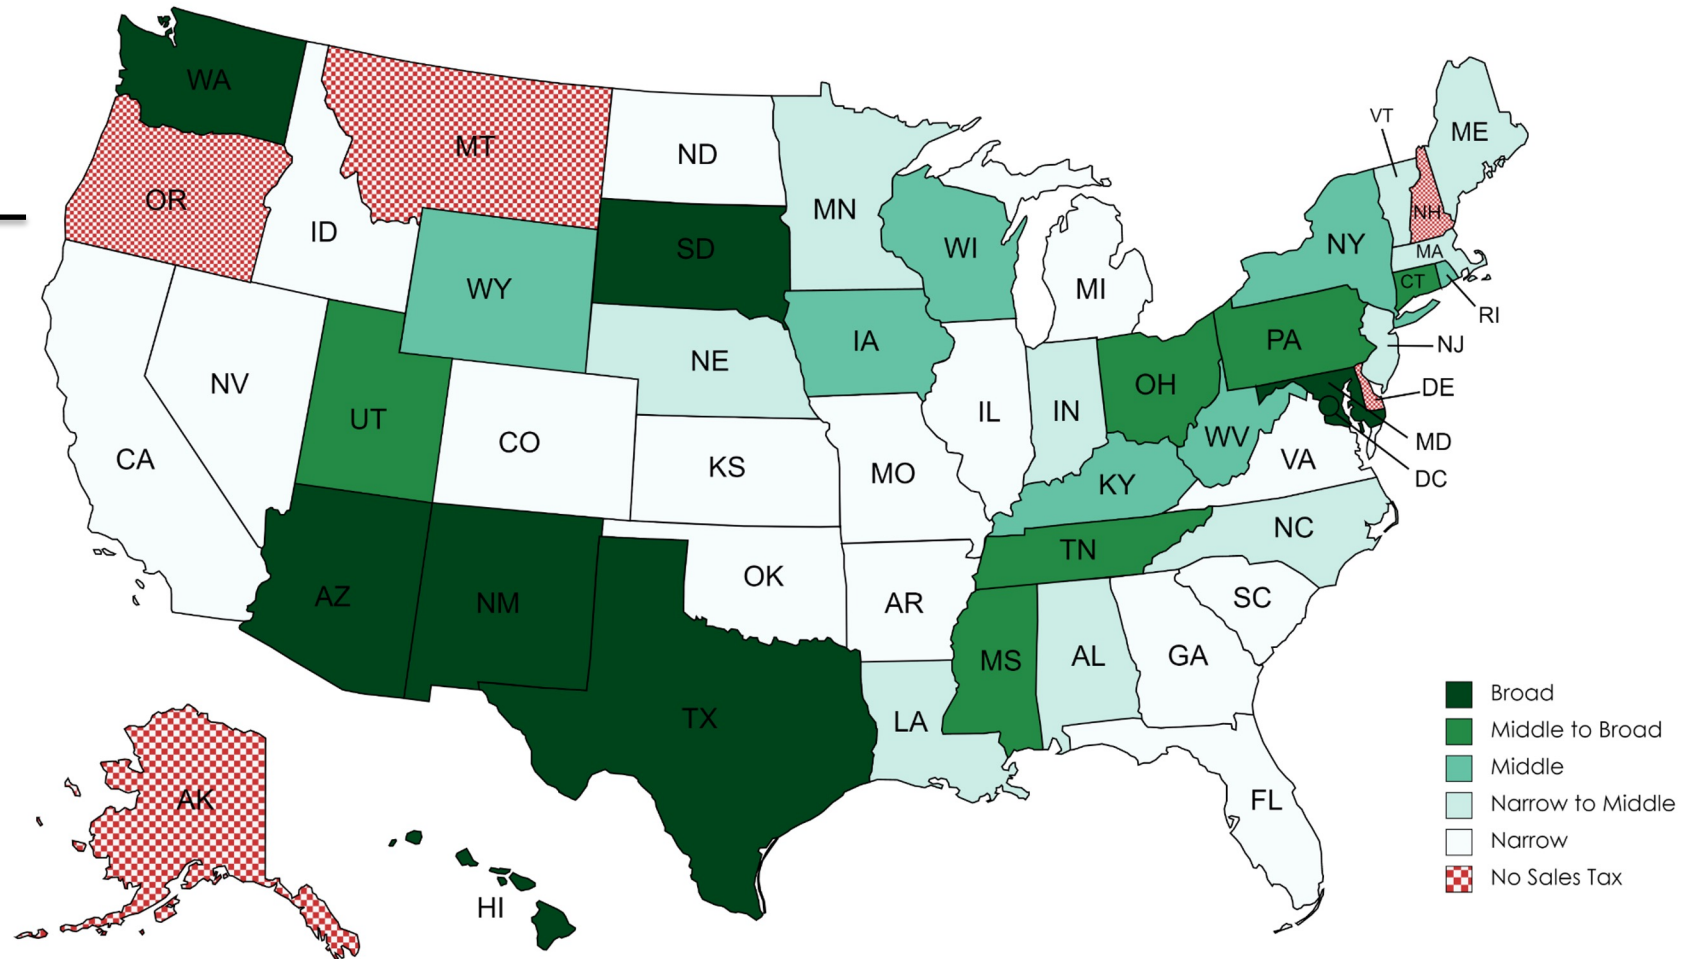 WA
MT
ND
MN
VT
ME
OR
ID
SD
WI
NY
NH
MA
WY
MI
CT
RI
NE
IA
PA
NJ
NV
UT
OH
DE
CO
IL
IN
WV
MD
CA
KS
MO
KY
VA
DC
AZ
NM
OK
AR
TN
NC
SC
TX
LA
MS
AL
GA
FL
AK
HI
Broad
Middle to Broad
Middle
Narrow to Middle
Narrow
No Sales Tax